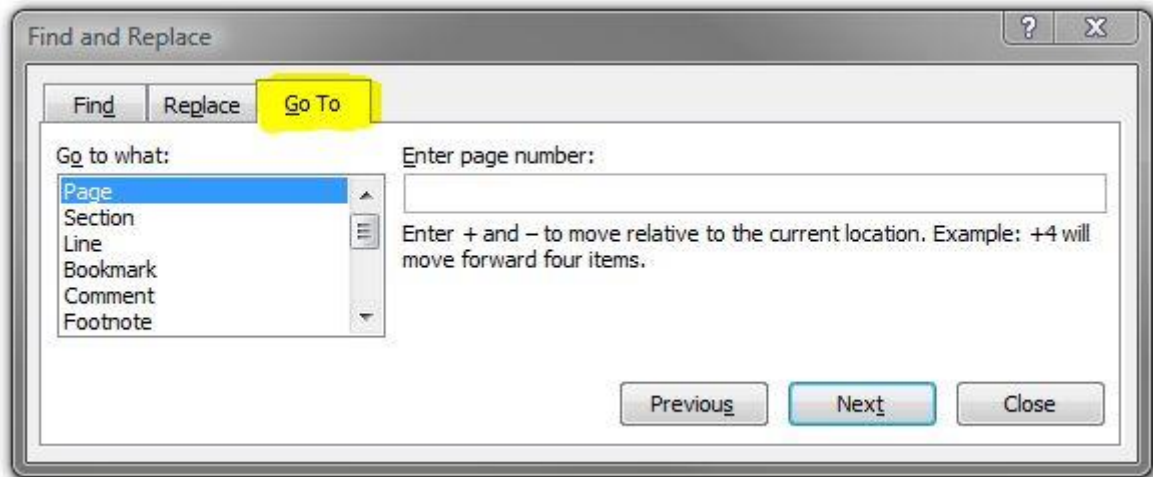 Find and Replace
Find Replace Go To
Go to what:
Page
Section
Line
Bookmark
Comment
Footnote
Enter page number:
Enter + and – to move relative to the current location. Example: +4 will
move forward four items.
Previous Next Close